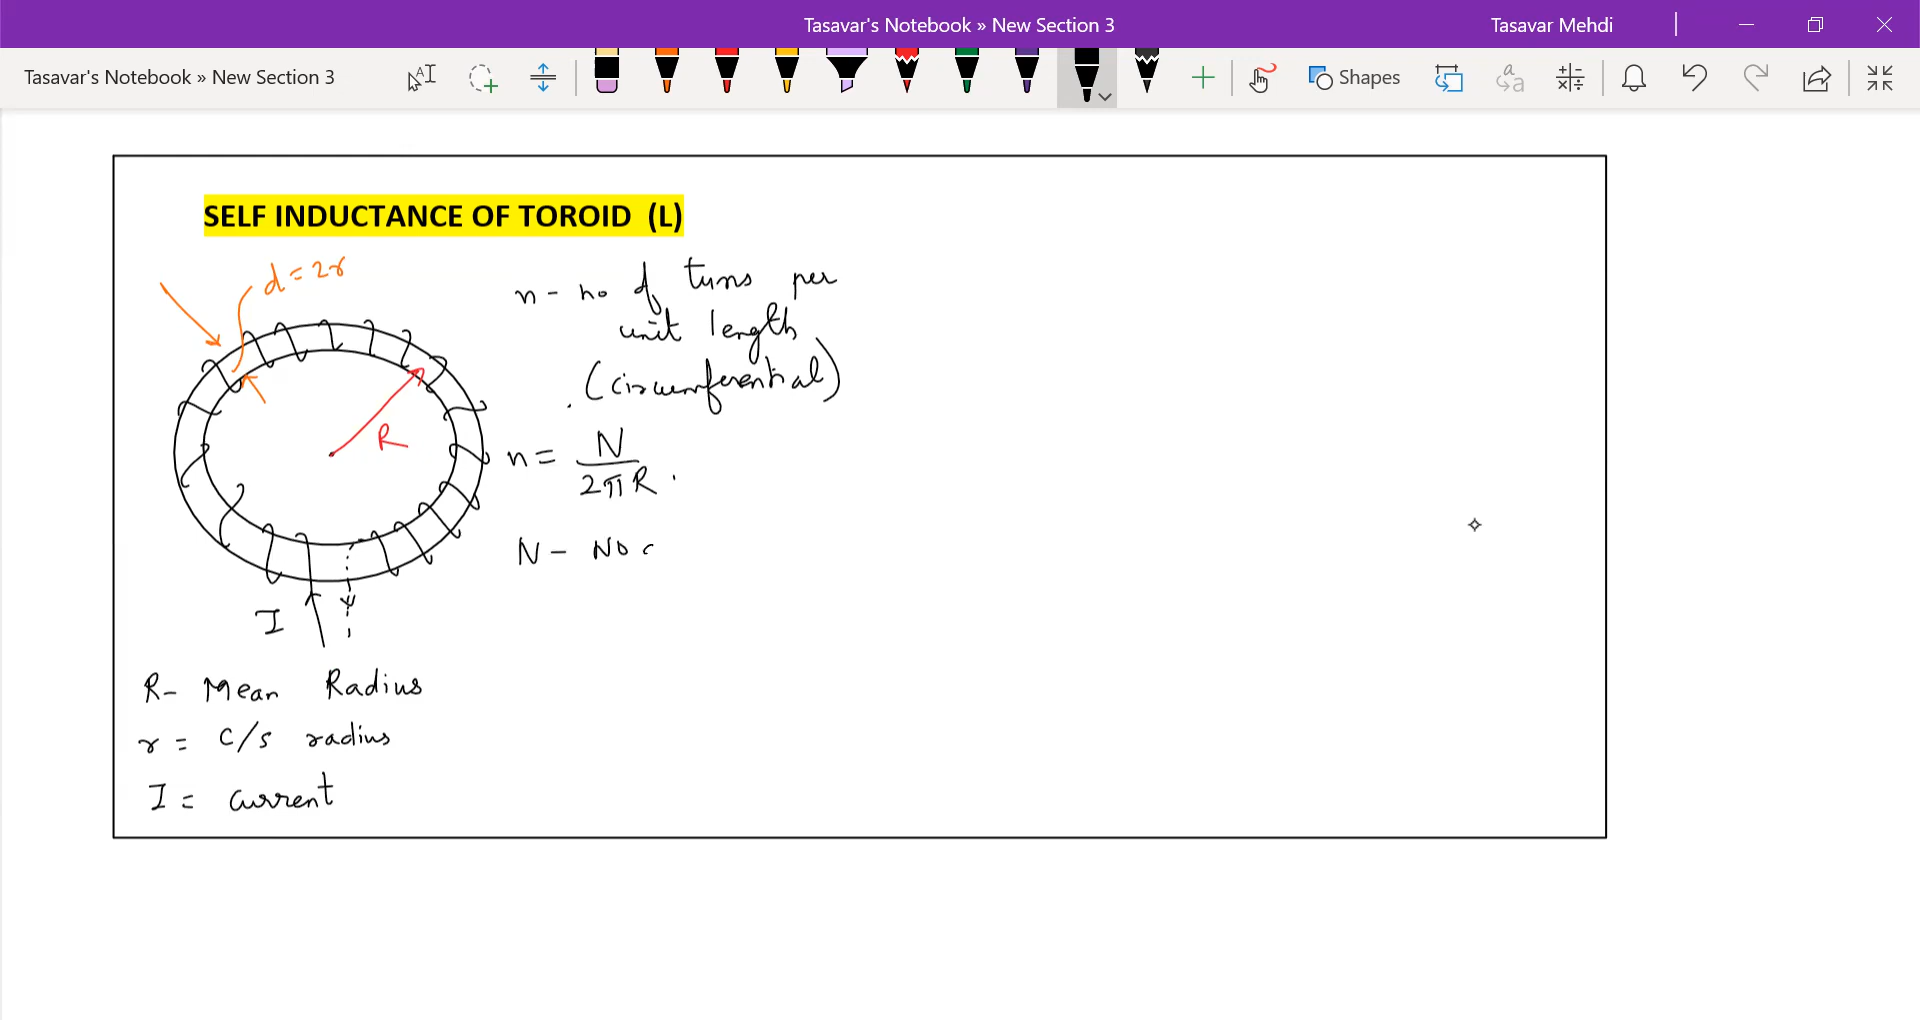 Tasavar's Notebook » New Section 3
Tasavar Mehdi
Tasavar's Notebook » New Section 3
Shapes
SELF INDUCTANCE OF TOROID (L)
d = 2r
R
I
R- Mean Radius
r = C/s radius
I = current
n - no of turns per
unit length
(circumferential)
n = N / 2πR
N - No o